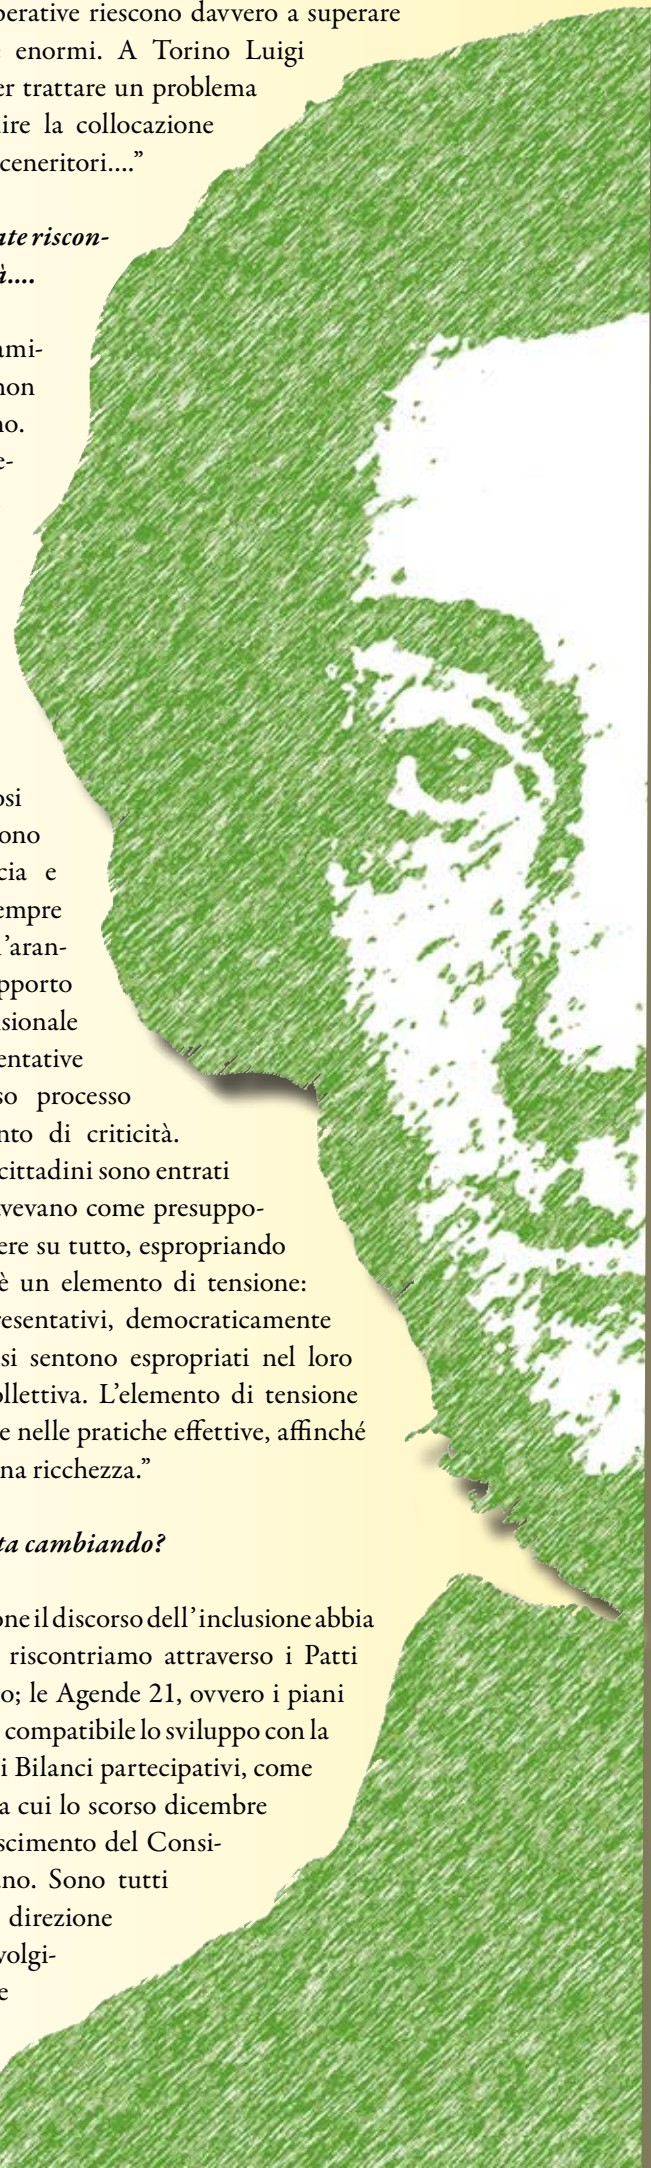 perative riescono davvero a superare
enormi. A Torino Luigi
er trattare un problema
ire la collocazione
ceneritori....”
ate riscon-
à....
ami-
non
no.
e-
osi
ono
cia e
empre
l’aran-
pporto
sionale
entative
so processo
nto di criticità.
cittadini sono entrati
vevano come presuppo-
ere su tutto, espropriando
è un elemento di tensione:
resentativi, democraticamente
si sentono espropriati nel loro
ollettiva. L’elemento di tensione
e nelle pratiche effettive, affinché
na ricchezza.”
ta cambiando?
one il discorso dell’inclusione abbia
riscontriamo attraverso i Patti
o; le Agende 21, ovvero i piani
compatibile lo sviluppo con la
i Bilanci partecipativi, come
a cui lo scorso dicembre
scimento del Consi-
no. Sono tutti
direzione
volgi-
e